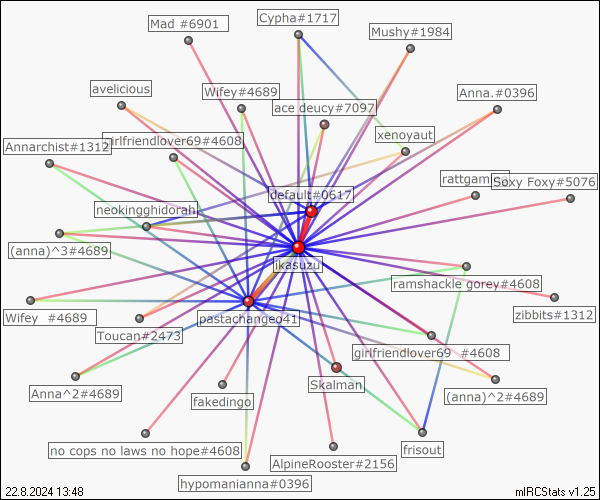 Mad #6901
Cypha#1717
Mushy#1984
avelicious
Wifey#4689
ace deucy#7097
Anna.#0396
Annarchist#1312
girlfriendlover69#4608
xenoyaut
default#0617
Soxy Foxy#5076
neokingghidorah
(anna)^3#4689
ikasuzu
ramshackle gorey#4608
Wifey #4689
pastachangeo41
zibbits#1312
Toucan#2473
girlfriendlover69 #4608
Anna^2#4689
Skalman
(anna)^2#4689
fakedingo
no cops no laws no hope#4608
frisout
AlpineRooster#2156
hypomanianna#0396
22.8.2024 13:48
mIRCStats v1.25